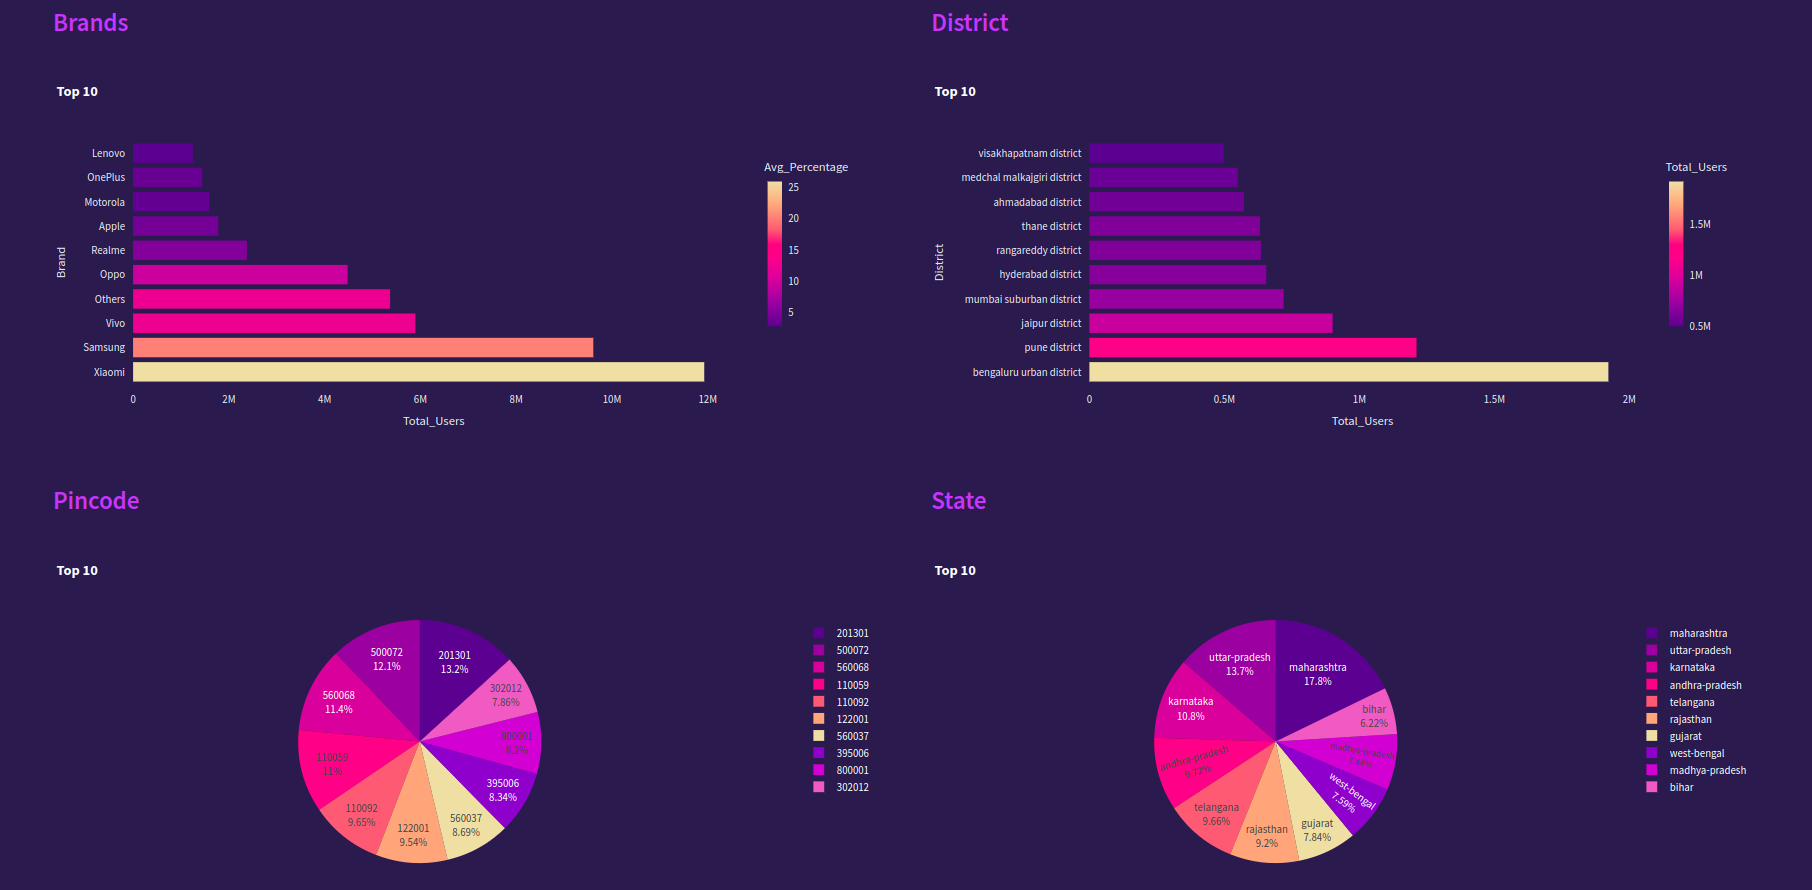 Brands
Top 10
Brand
Lenovo
OnePlus
Motorola
Apple
Realme
Oppo
Others
Vivo
Samsung
Xiaomi
0 2M 4M 6M 8M 10M 12M
Total_Users
Avg_Percentage
25
20
15
10
5
District
Top 10
District
visakhapatnam district
medchal malkajgiri district
ahmadabad district
thane district
rangareddy district
hyderabad district
mumbai suburban district
jaipur district
pune district
bengaluru urban district
0 0.5M 1M 1.5M 2M
Total_Users
Total_Users
1.5M
1M
0.5M
Pincode
Top 10
201301
13.2%
302012
7.86%
800001
8.2%
395006
8.34%
560037
8.69%
122001
9.54%
110092
9.65%
110059
11%
560068
11.4%
500072
12.1%
201301
500072
560068
110059
110092
122001
560037
395006
800001
302012
State
Top 10
maharashtra
17.8%
bihar
6.22%
madhya-pradesh
west-bengal
7.59%
gujarat
7.84%
rajasthan
9.2%
telangana
9.66%
andhra-pradesh
9.72%
karnataka
10.8%
uttar-pradesh
13.7%
maharashtra
uttar-pradesh
karnataka
andhra-pradesh
telangana
rajasthan
gujarat
west-bengal
madhya-pradesh
bihar